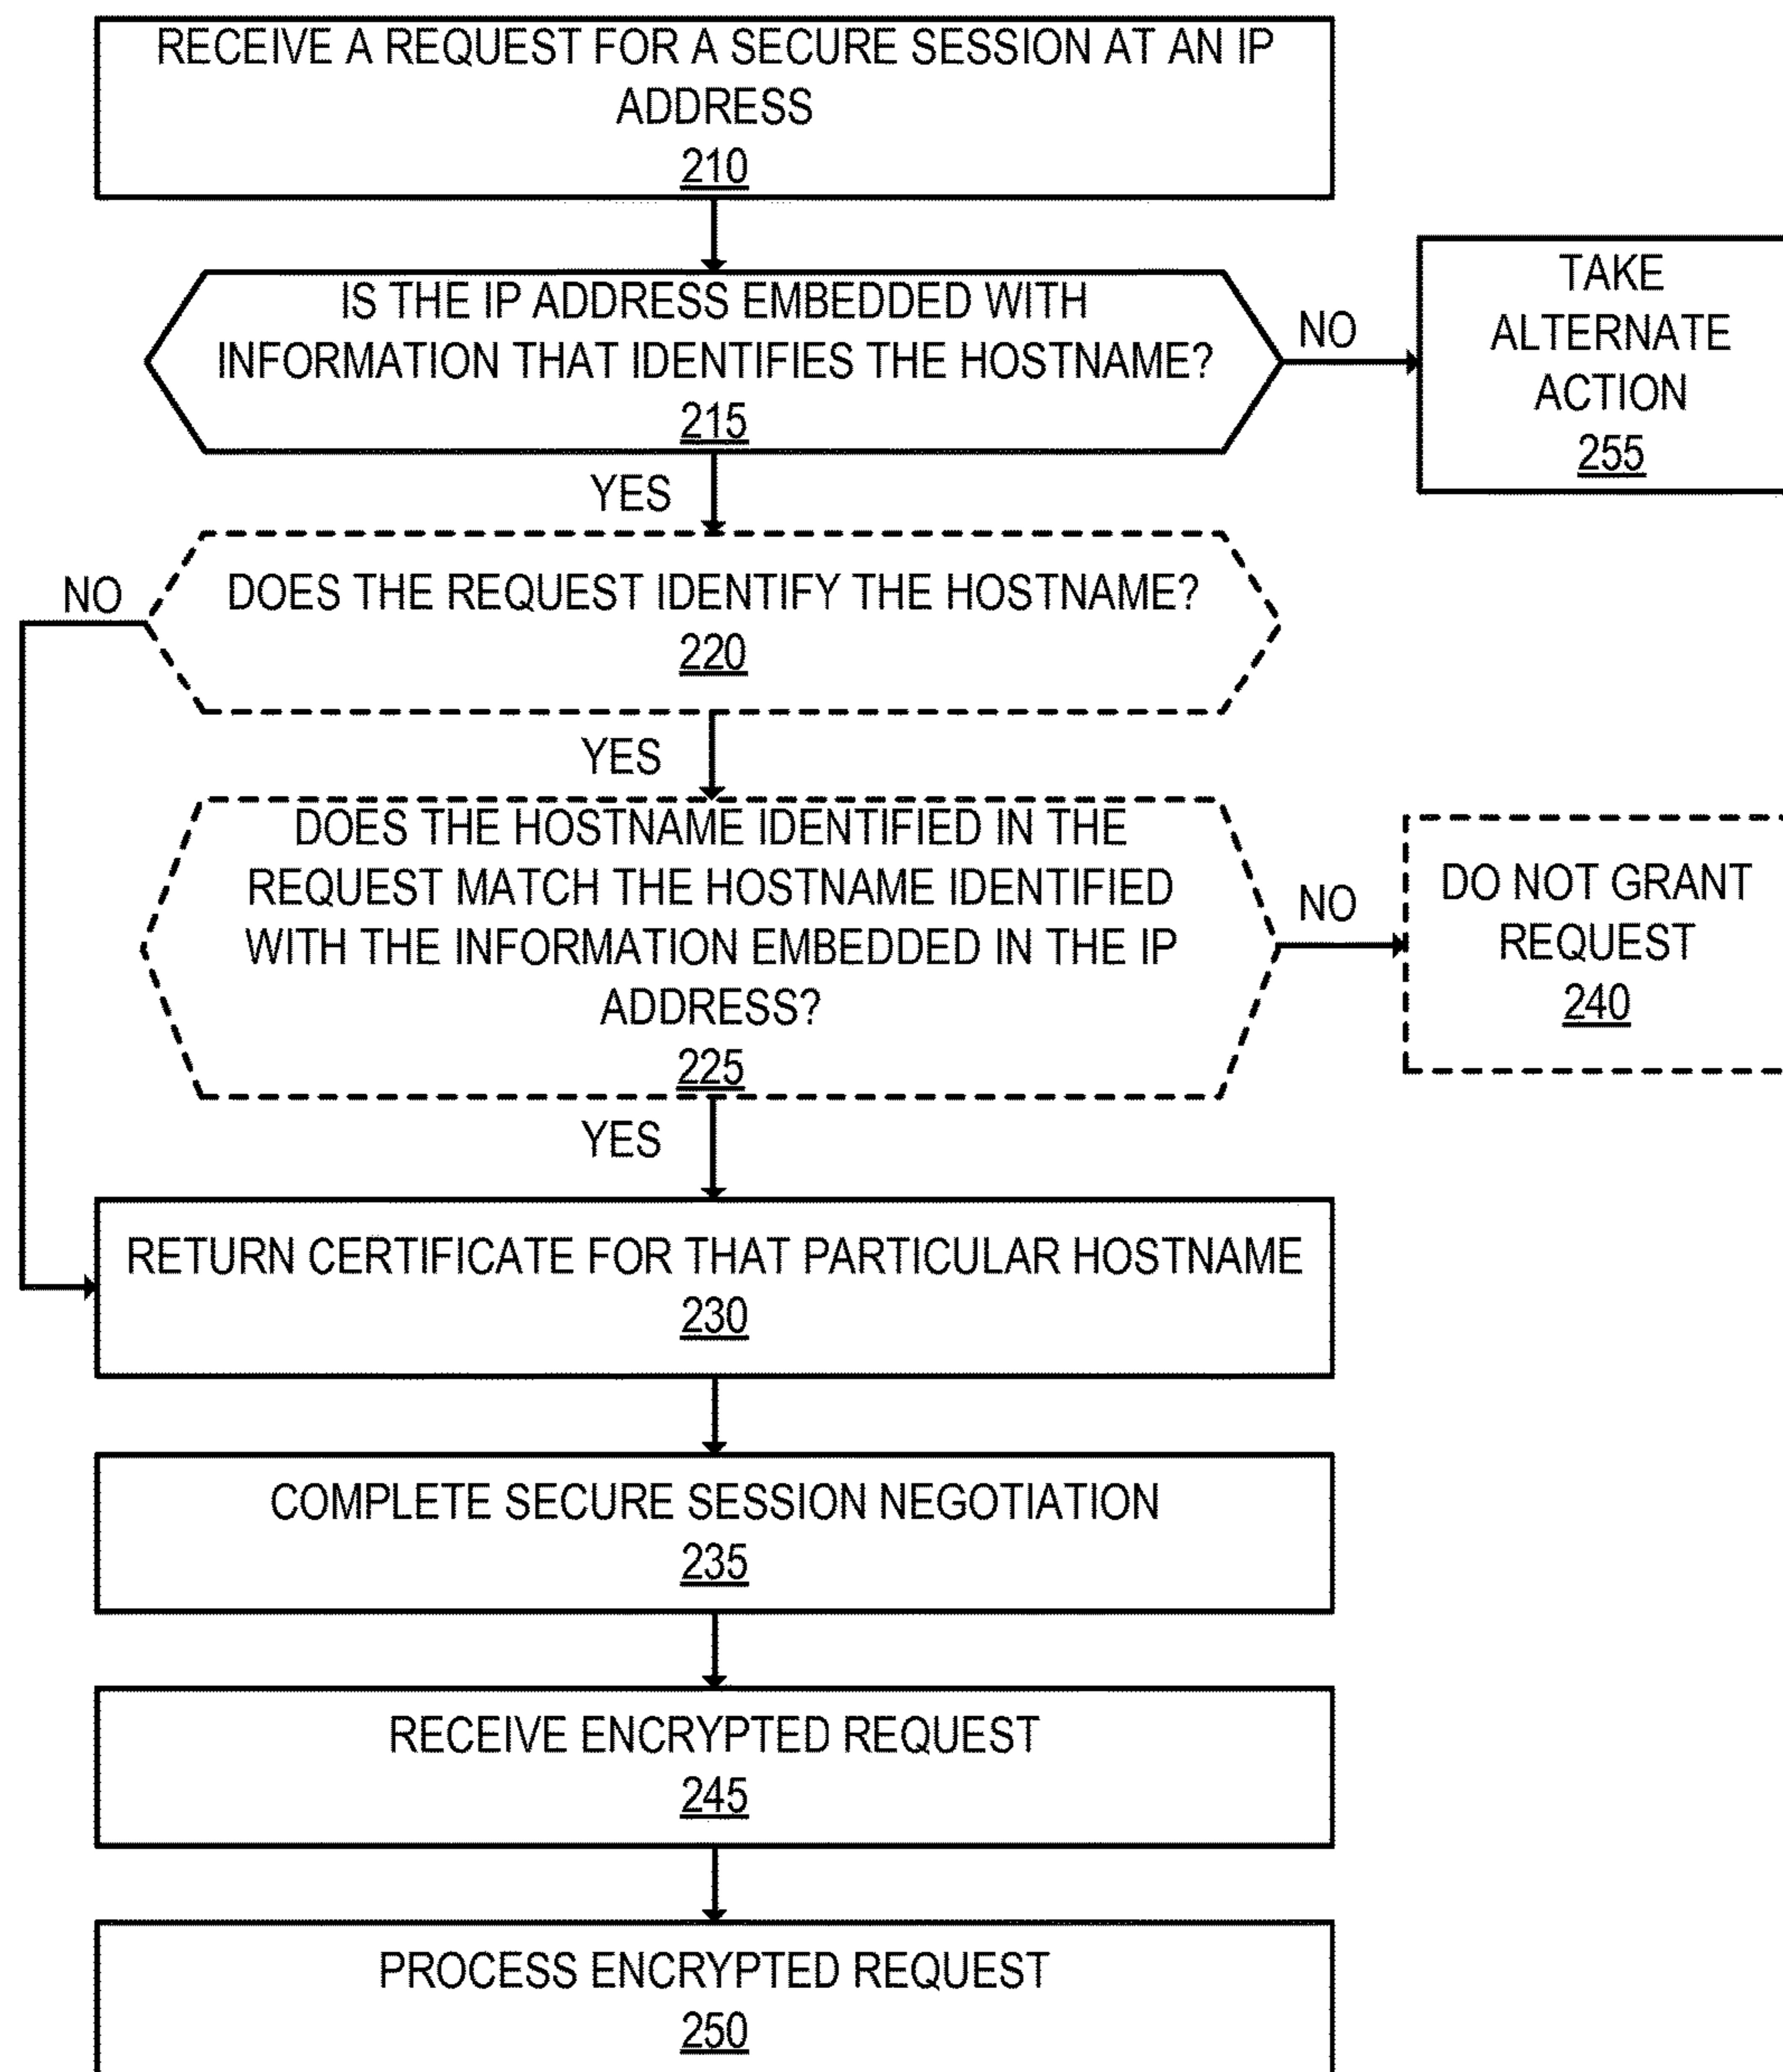 RECEIVE A REQUEST FOR A SECURE SESSION AT AN IP
ADDRESS
210
IS THE IP ADDRESS EMBEDDED WITH
INFORMATION THAT IDENTIFIES THE HOSTNAME?
215
NO
TAKE
ALTERNATE
ACTION
255
YES
NO
DOES THE REQUEST IDENTIFY THE HOSTNAME?
220
YES
DOES THE HOSTNAME IDENTIFIED IN THE
REQUEST MATCH THE HOSTNAME IDENTIFIED
WITH THE INFORMATION EMBEDDED IN THE IP
ADDRESS?
225
NO
DO NOT GRANT
REQUEST
240
YES
RETURN CERTIFICATE FOR THAT PARTICULAR HOSTNAME
230
COMPLETE SECURE SESSION NEGOTIATION
235
RECEIVE ENCRYPTED REQUEST
245
PROCESS ENCRYPTED REQUEST
250